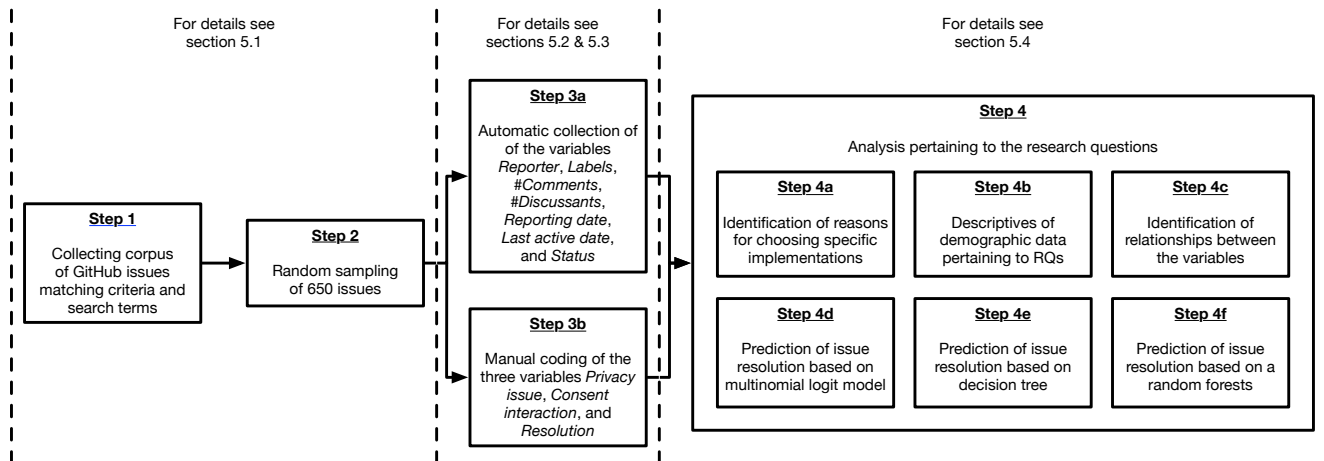 For details see
section 5.1
For details see
sections 5.2 & 5.3
For details see
section 5.4
Step 1
Collecting corpus
of GitHub issues
matching criteria and
search terms
Step 2
Random sampling
of 650 issues
Step 3a
Automatic collection of
of the variables
Reporter, Labels,
#Comments,
#Discussants,
Reporting date,
Last active date,
and Status
Step 3b
Manual coding of the
three variables Privacy
issue, Consent
interaction, and
Resolution
Step 4
Analysis pertaining to the research questions
Step 4a
Identification of reasons
for choosing specific
implementations
Step 4b
Descriptives of
demographic data
pertaining to RQs
Step 4c
Identification of
relationships between
the variables
Step 4d
Prediction of issue
resolution based on
multinomial logit model
Step 4e
Prediction of issue
resolution based on
decision tree
Step 4f
Prediction of issue
resolution based on a
random forests